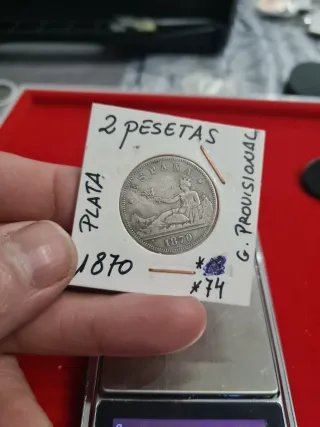 2 PESETAS
PLATA
ESPAÑA
1870
G. PROVISIONAL
1870
*74